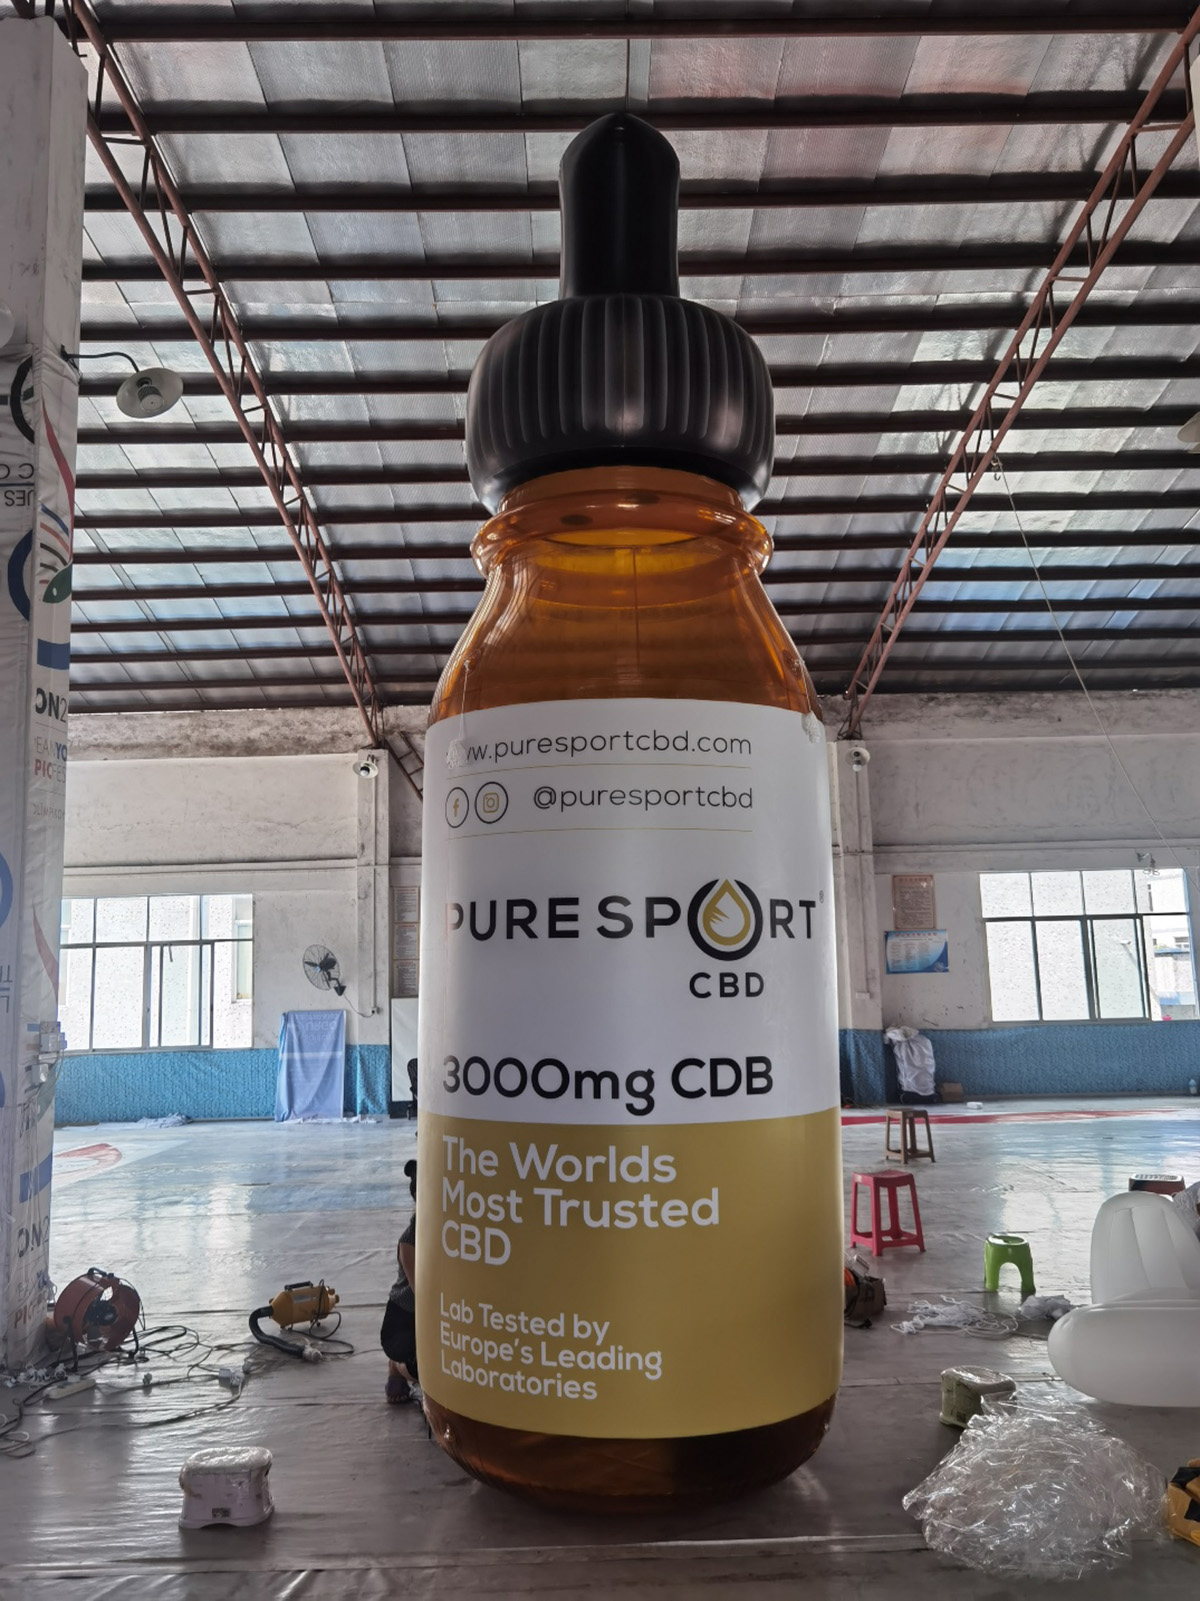 www.puresportcbd.com
@puresportcbd
PURE SPORT®
CBD
3000mg CDB
The Worlds
Most Trusted
CBD
Lab Tested by
Europe's Leading
Laboratories